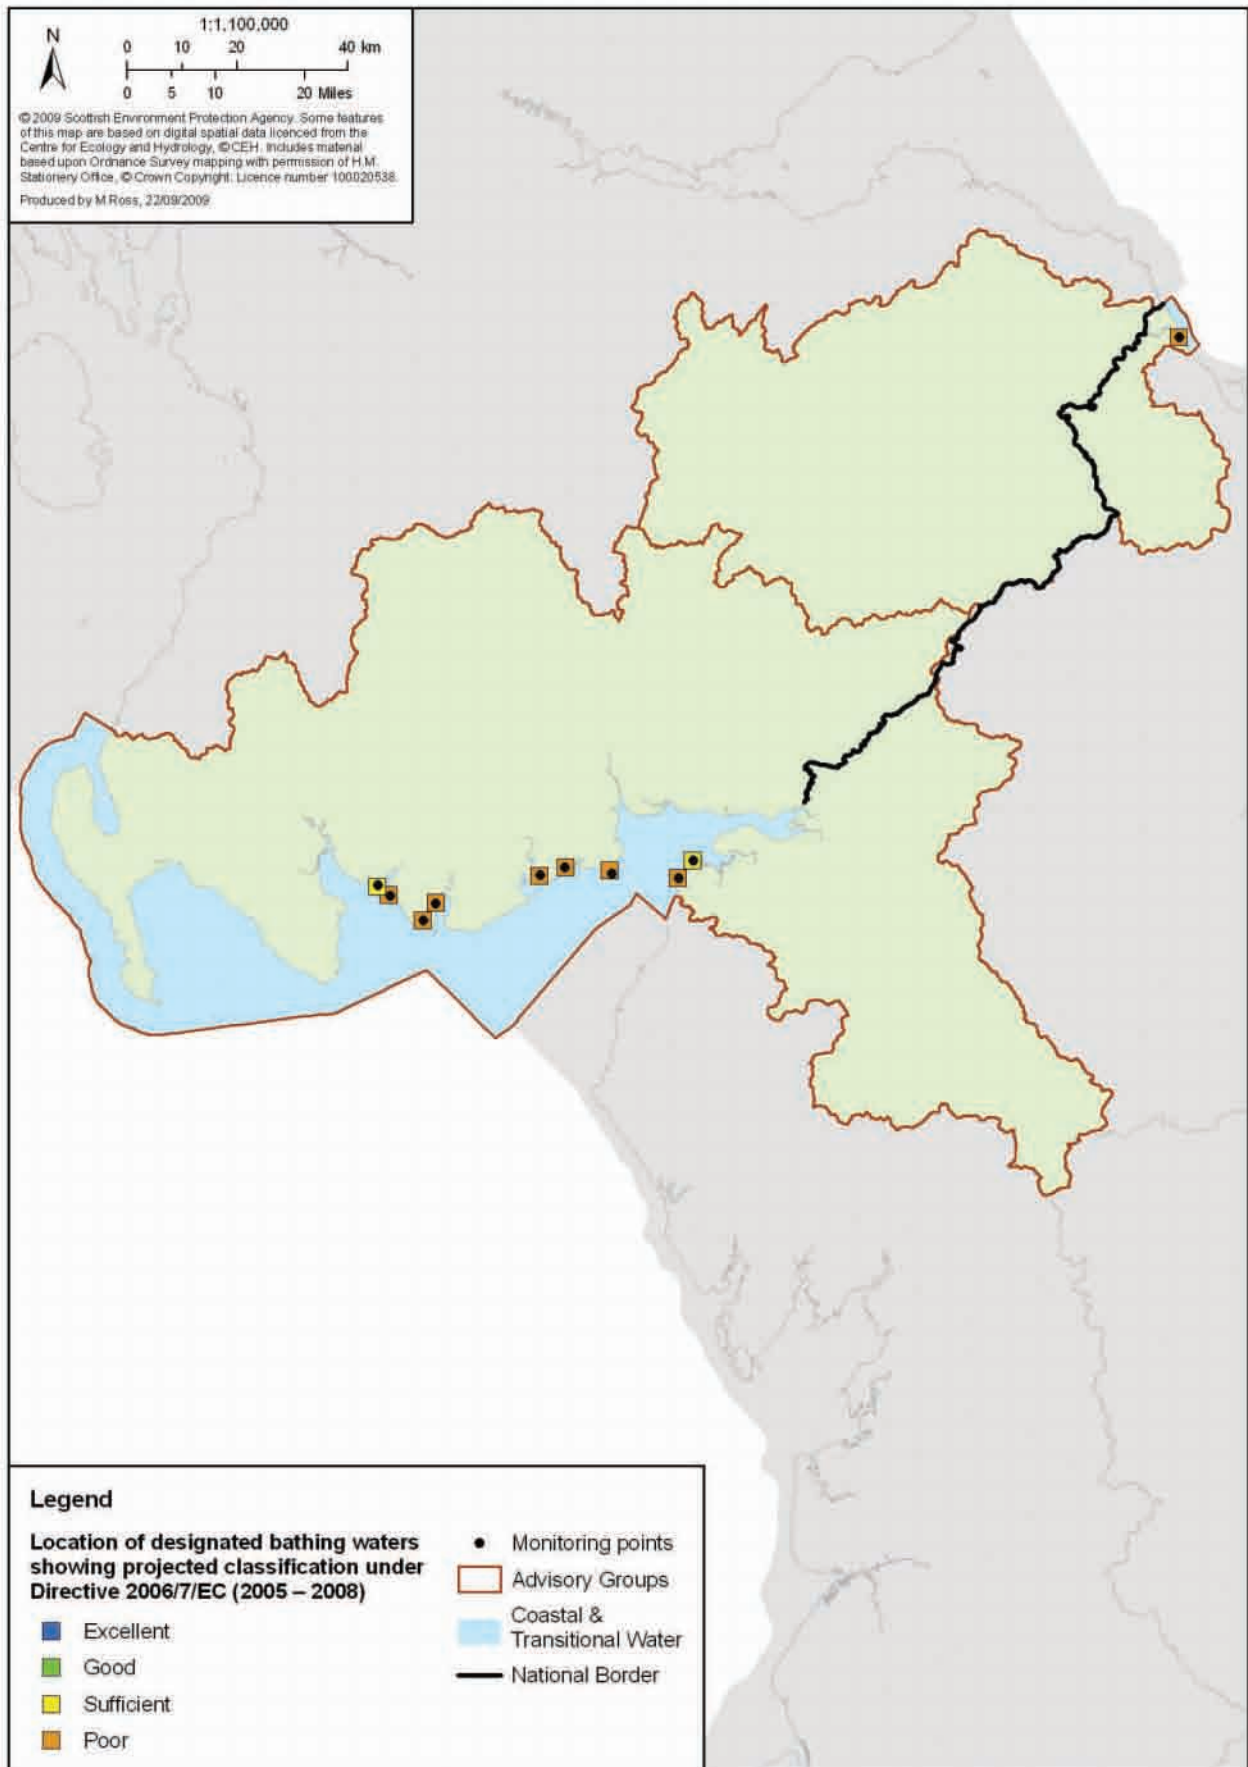 N
1:1,100,000
0 10 20 40 km
0 5 10 20 Miles
© 2009 Scottish Environment Protection Agency. Some features
of this map are based on digital spatial data licenced from the
Centre for Ecology and Hydrology, © CEH. Includes material
based upon Ordnance Survey mapping with permission of H.M.
Stationery Office, © Crown Copyright. Licence number 100020538.
Produced by M Ross, 22/09/2009
Legend
Location of designated bathing waters
showing projected classification under
Directive 2006/7/EC (2005 – 2008)
Excellent
Good
Sufficient
Poor
Monitoring points
Advisory Groups
Coastal &
Transitional Water
National Border